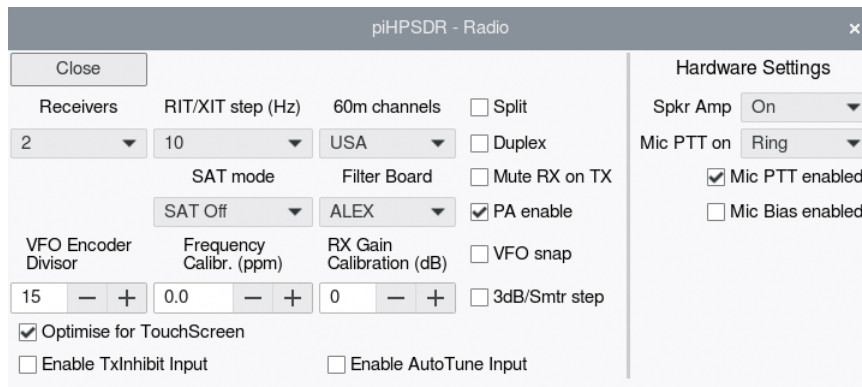 piHPSDR - Radio ×
Close
Hardware Settings
Receivers RIT/XIT step (Hz) 60m channels Split Spkr Amp On
2 10 USA Duplex Mic PTT on Ring
SAT mode Filter Board Mute RX on TX Mic PTT enabled
SAT Off ALEX PA enable Mic Bias enabled
VFO Encoder Frequency RX Gain VFO snap
Divisor Calibr. (ppm) Calibration (dB)
15 — + 0.0 — + 0 — + 3dB/Smtr step
Optimise for TouchScreen
Enable TxInhibit Input Enable AutoTune Input